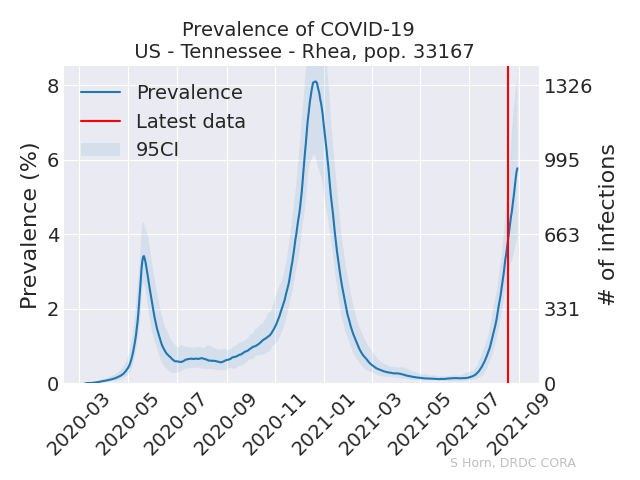 Prevalence of COVID-19
US - Tennessee - Rhea, pop. 33167
Prevalence
Latest data
95CI
Prevalence (%)
8
6
4
2
0
1326
995
663
331
0
# of infections
2020-03
2020-05
2020-07
2020-09
2020-11
2021-01
2021-03
2021-05
2021-07
2021-09
S Horn, DRDC CORA